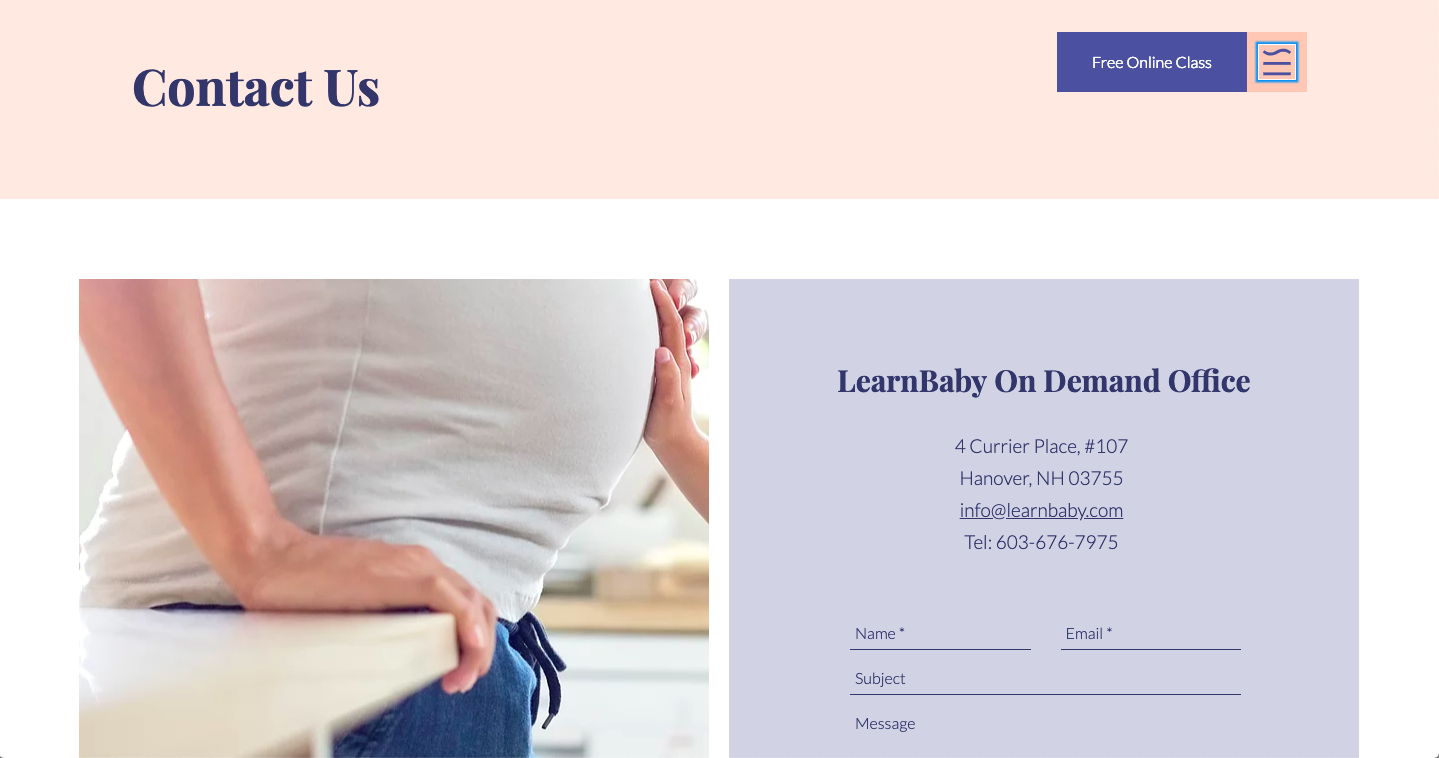 Contact Us
Free Online Class
LearnBaby On Demand Office
4 Currier Place, #107
Hanover, NH 03755
info@learnbaby.com
Tel: 603-676-7975
Name *
Email *
Subject
Message